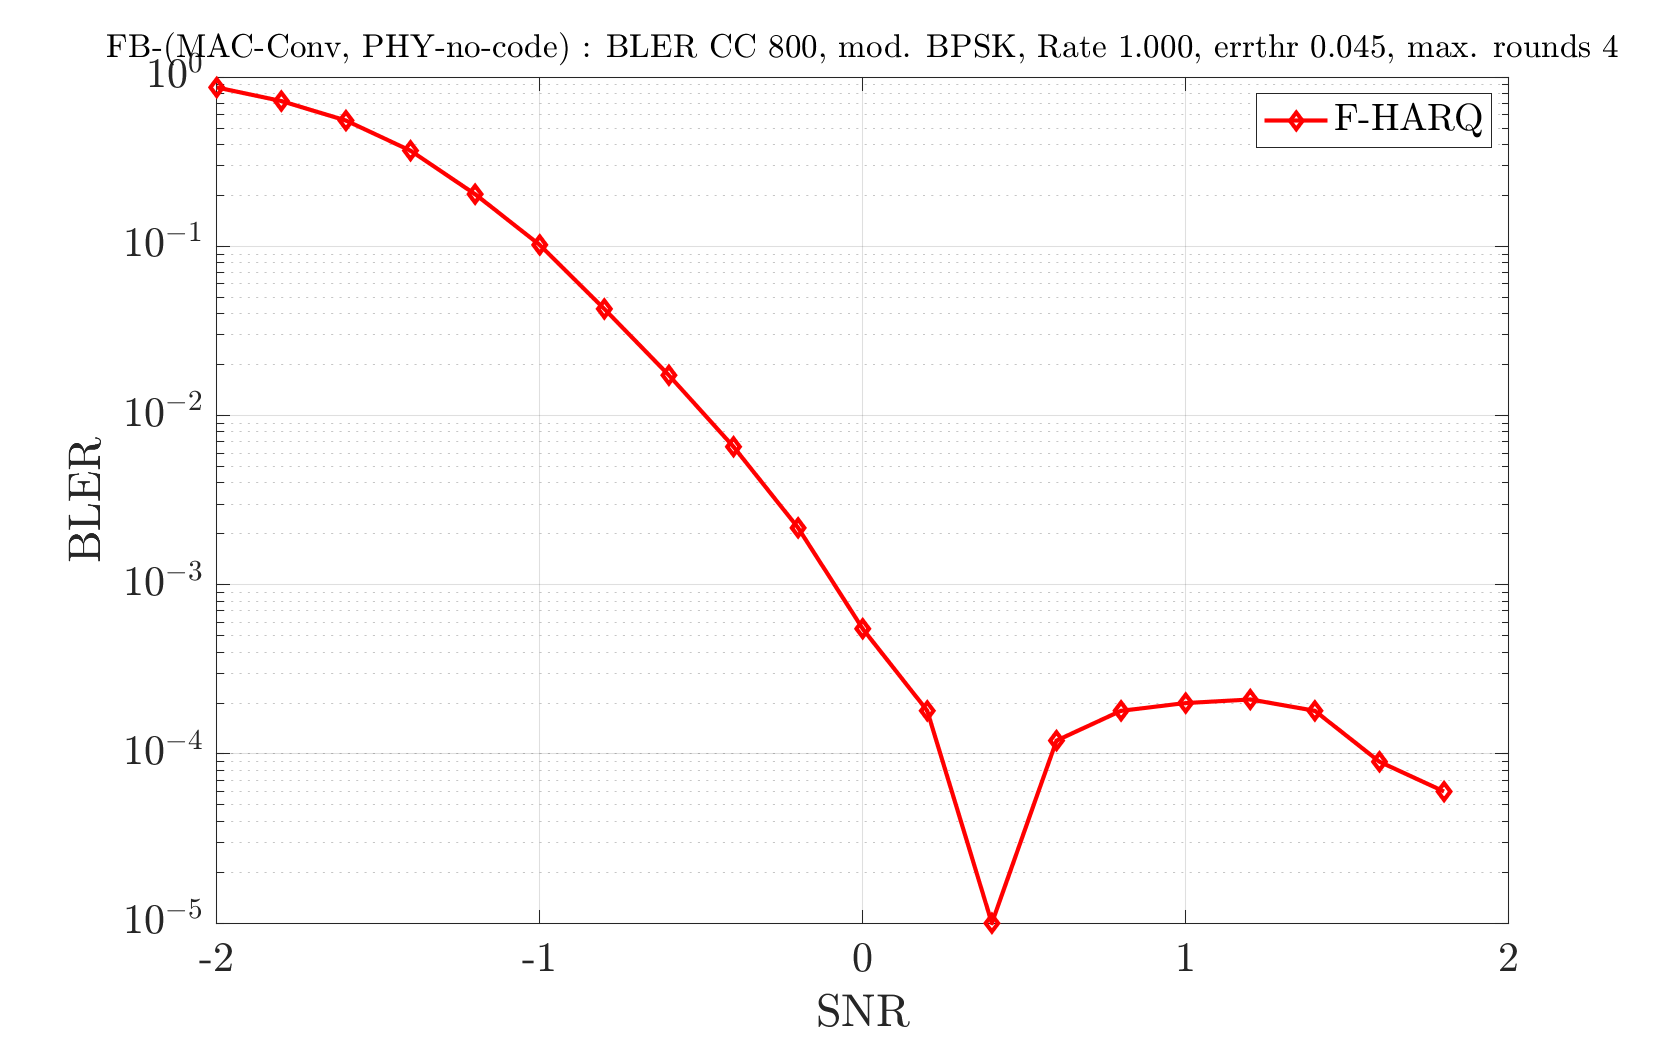 FB-(MAC-Conv, PHY-no-code) : BLER CC 800, mod. BPSK, Rate 1.000, errthr 0.045, max. rounds 4
10^0
F-HARQ
10^-1
10^-2
BLER
10^-3
10^-4
10^-5
-2 -1 0 1 2
SNR